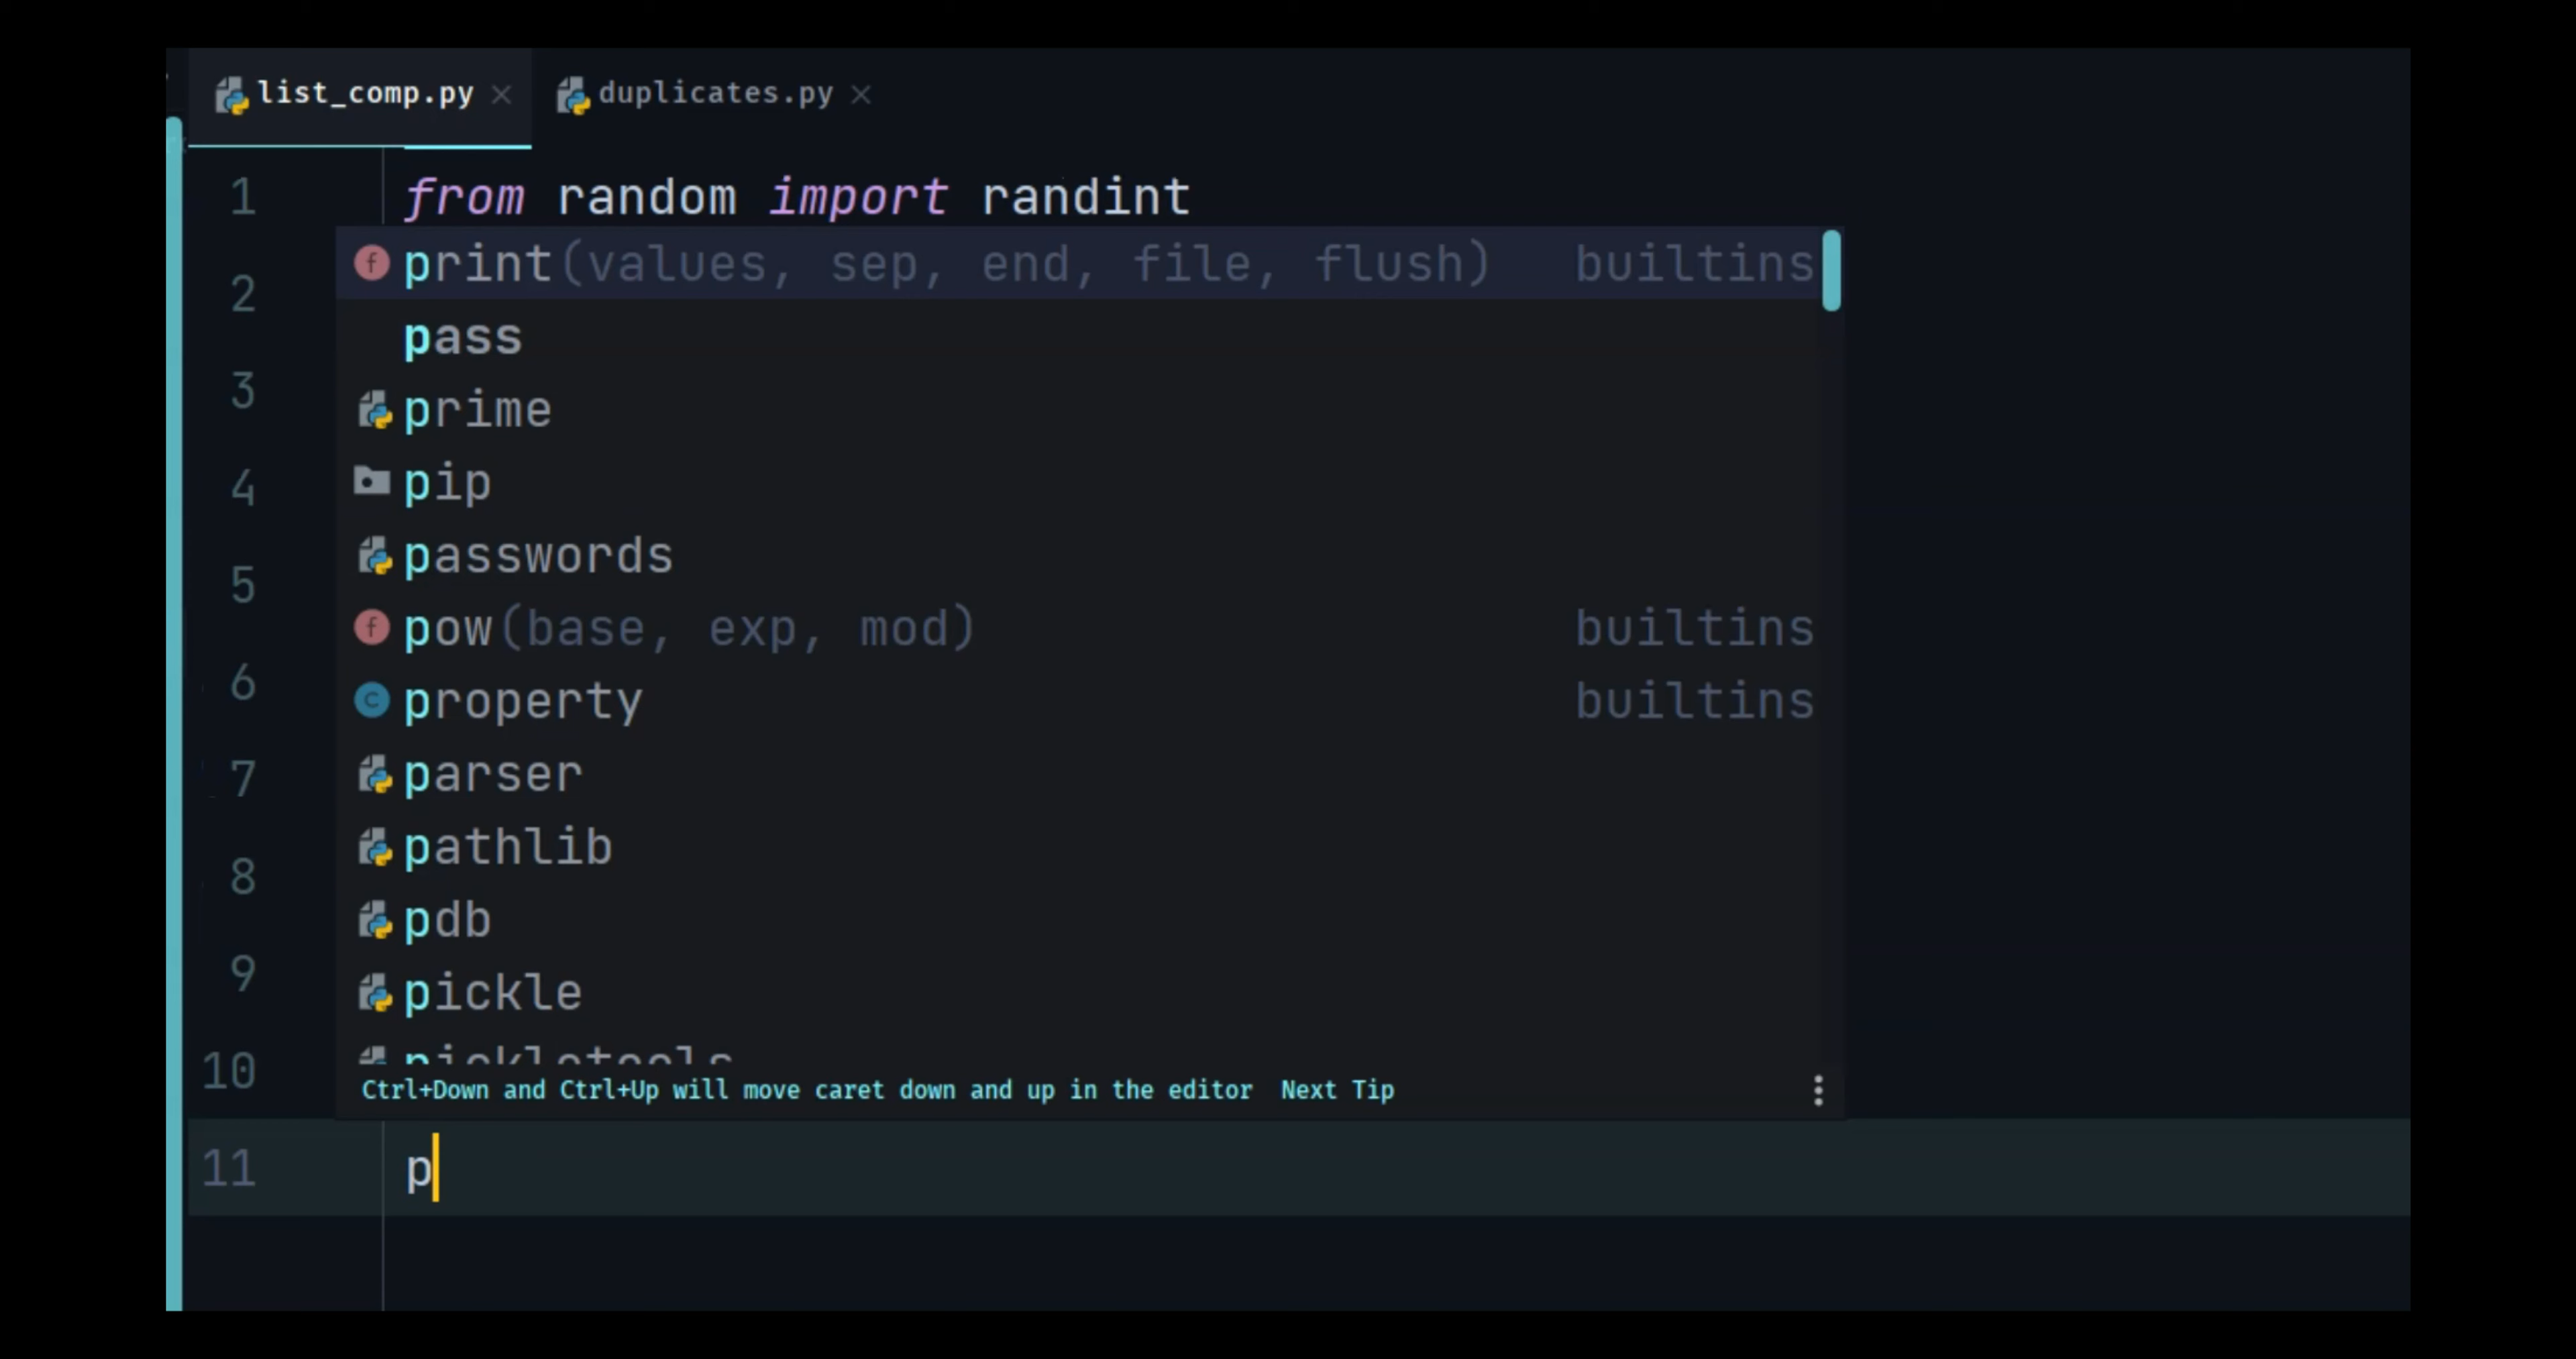 list_comp.py duplicates.py
1 from random import randint
print(values, sep, end, file, flush) builtins
2
pass
3
prime
4
pip
passwords
5
pow(base, exp, mod) builtins
6
property builtins
7
parser
pathlib
8
pdb
9
pickle
pickletools
10
Ctrl+Down and Ctrl+Up will move caret down and up in the editor Next Tip
11 p